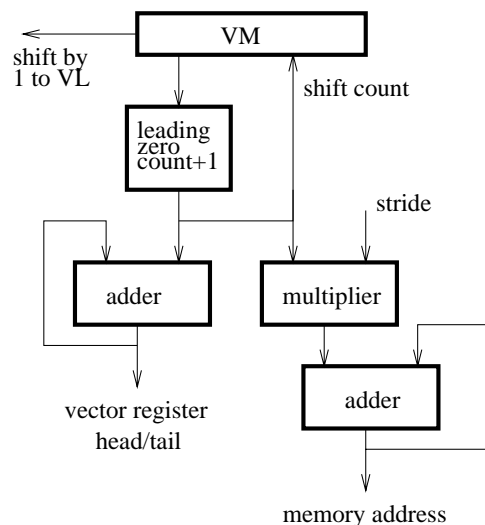 VM
shift by
1 to VL
shift count
leading
zero
count+1
stride
adder
multiplier
vector register
head/tail
adder
memory address